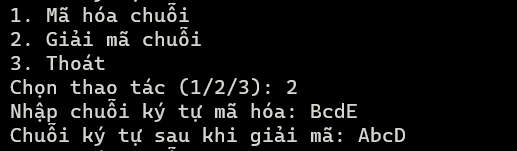 1. Mã hóa chuỗi
2. Giải mã chuỗi
3. Thoát
Chọn thao tác (1/2/3): 2
Nhập chuỗi ký tự mã hóa: BcdE
Chuỗi ký tự sau khi giải mã: AbcD